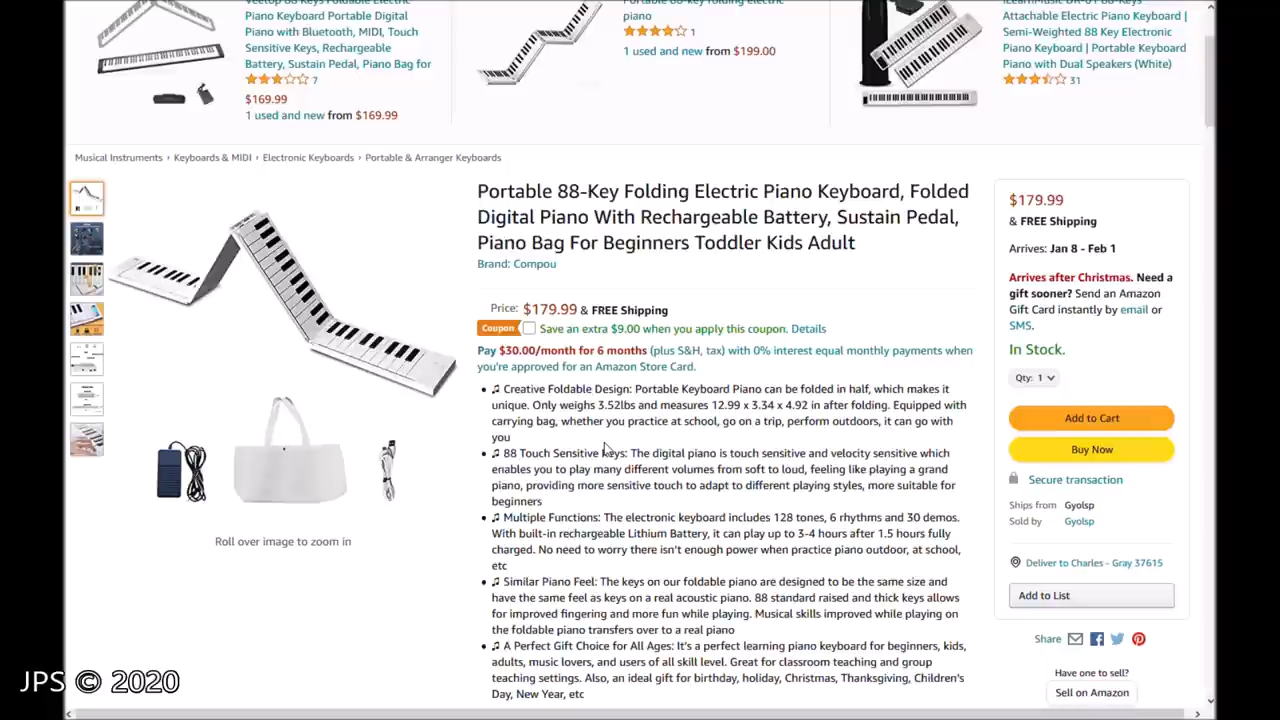 Veetop 88 Keys Foldable Electric
Piano Keyboard Portable Digital
Piano with Bluetooth, MIDI, Touch
Sensitive Keys, Rechargeable
Battery, Sustain Pedal, Piano Bag for
7
$169.99
1 used and new from $169.99
Portable 88-key folding electric
piano
1
1 used and new from $199.00
88-Keys
Attachable Electric Piano Keyboard |
Semi-Weighted 88 Key Electric
Piano Keyboard | Portable Keyboard
Piano with Dual Speakers (White)
31
Musical Instruments › Keyboards & MIDI › Electronic Keyboards › Portable & Arranger Keyboards
Portable 88-Key Folding Electric Piano Keyboard, Folded
Digital Piano With Rechargeable Battery, Sustain Pedal,
Piano Bag For Beginners Toddler Kids Adult
Brand: Compou
Price: $179.99 & FREE Shipping
Coupon Save an extra $9.00 when you apply this coupon. Details
Pay $30.00/month for 6 months (plus S&H, tax) with 0% interest equal monthly payments when
you're approved for an Amazon Store Card.
♫ Creative Foldable Design: Portable Keyboard Piano can be folded in half, which makes it
unique. Only weighs 3.52lbs and measures 12.99 x 3.34 x 4.92 in after folding. Equipped with
carrying bag, whether you practice at school, go on a trip, perform outdoors, it can go with
you
♫ 88 Touch Sensitive Keys: The digital piano is touch sensitive and velocity sensitive which
enables you to play many different volumes from soft to loud, feeling like playing a grand
piano, providing more sensitive touch to adapt to different playing styles, more suitable for
beginners
♫ Multiple Functions: The electronic keyboard includes 128 tones, 6 rhythms and 30 demos.
With built-in rechargeable Lithium Battery, it can play up to 3-4 hours after 1.5 hours fully
charged. No need to worry there isn't enough power when practice piano outdoor, at school,
etc
♫ Similar Piano Feel: The keys on our foldable piano are designed to be the same size and
have the same feel as keys on a real acoustic piano. 88 standard raised and thick keys allows
for improved fingering and more fun while playing. Musical skills improved while playing on
the foldable piano transfers over to a real piano
♫ A Perfect Gift Choice for All Ages: It's a perfect learning piano keyboard for beginners, kids,
adults, music lovers, and users of all skill level. Great for classroom teaching and group
teaching settings. Also, an ideal gift for birthday, holiday, Christmas, Thanksgiving, Children's
Day, New Year, etc
Roll over image to zoom in
$179.99
& FREE Shipping
Arrives: Jan 8 - Feb 1
Arrives after Christmas. Need a
gift sooner? Send an Amazon
Gift Card instantly by email or
SMS.
In Stock.
Qty: 1
Add to Cart
Buy Now
Secure transaction
Ships from Gyolsp
Sold by Gyolsp
Deliver to Charles - Gray 37615
Add to List
Share
Have one to sell?
Sell on Amazon
JPS © 2020